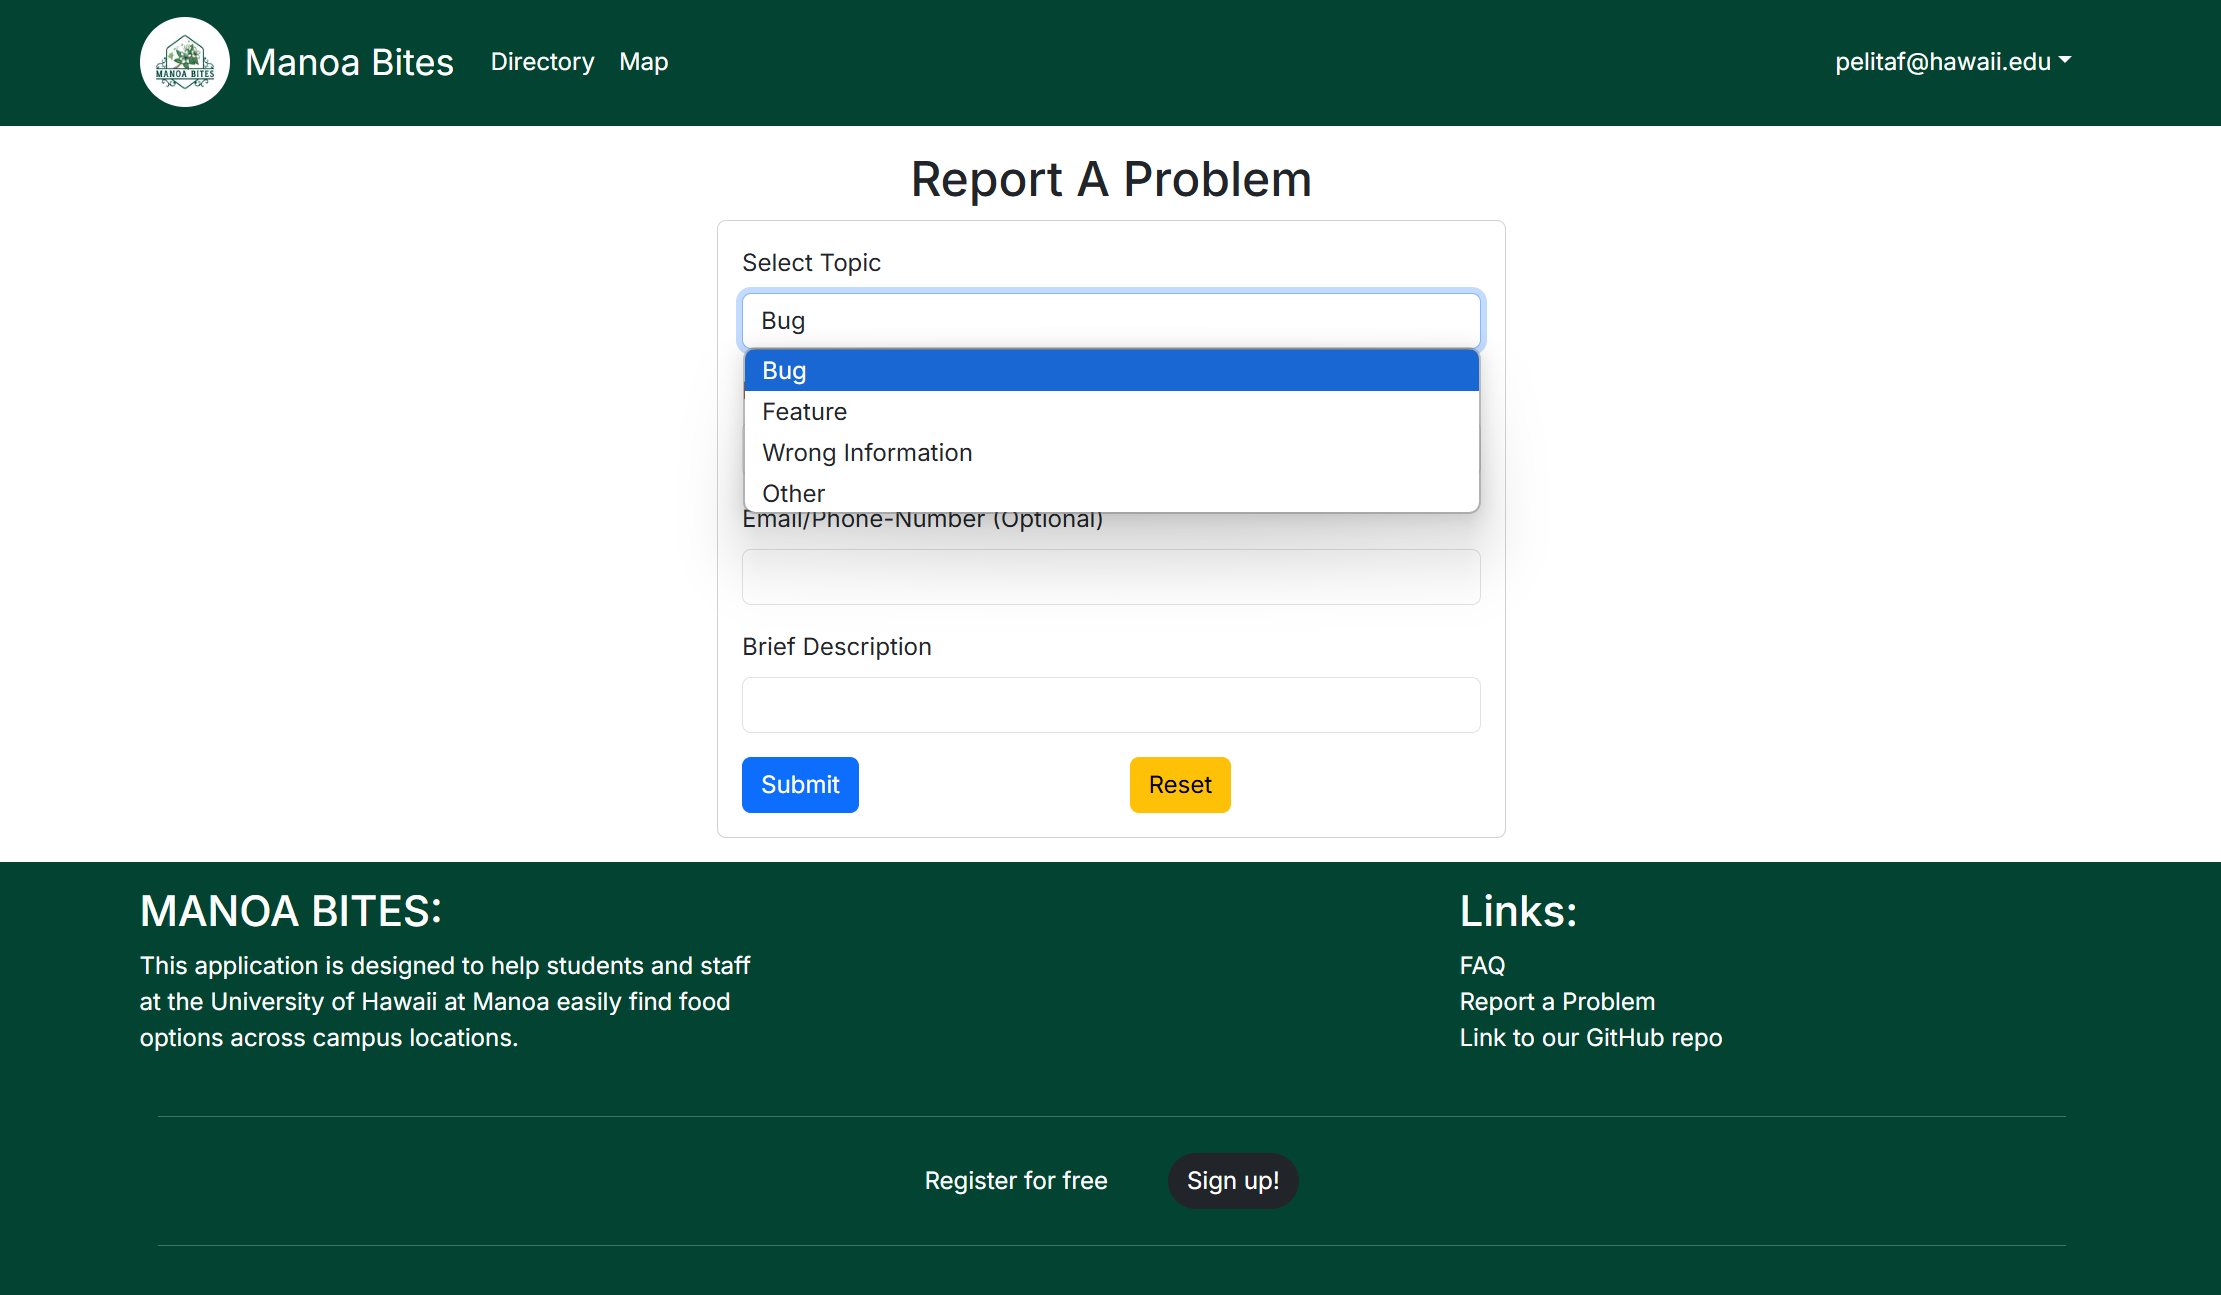 MANOA BITES
Manoa Bites
Directory
Map
pelitaf@hawaii.edu
Report A Problem
Select Topic
Bug
Bug
Feature
Wrong Information
Other
Email/Phone-Number (Optional)
Brief Description
Submit
Reset
MANOA BITES:
This application is designed to help students and staff
at the University of Hawaii at Manoa easily find food
options across campus locations.
Links:
FAQ
Report a Problem
Link to our GitHub repo
Register for free
Sign up!